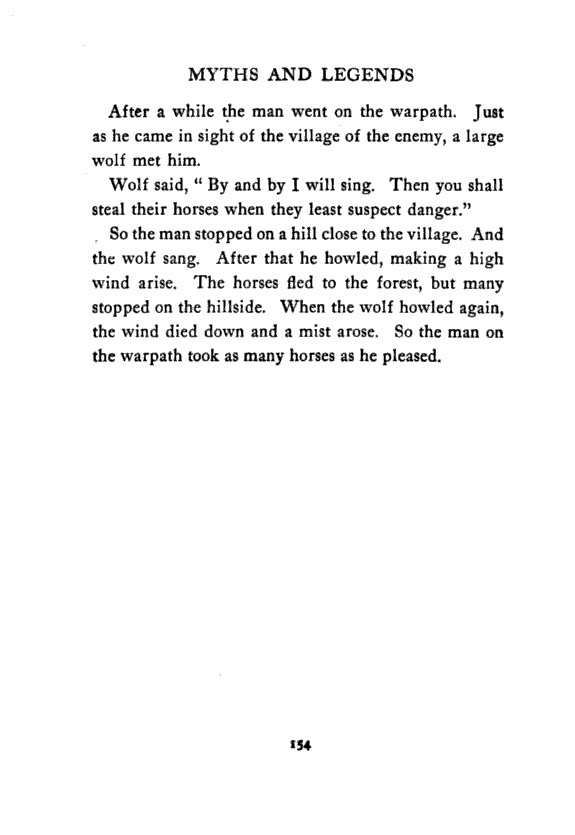 MYTHS AND LEGENDS
After a while the man went on the warpath. Just
as he came in sight of the village of the enemy, a large
wolf met him.
Wolf said, “ By and by I will sing. Then you shall
steal their horses when they least suspect danger.”
So the man stopped on a hill close to the village. And
the wolf sang. After that he howled, making a high
wind arise. The horses fled to the forest, but many
stopped on the hillside. When the wolf howled again,
the wind died down and a mist arose. So the man on
the warpath took as many horses as he pleased.
154